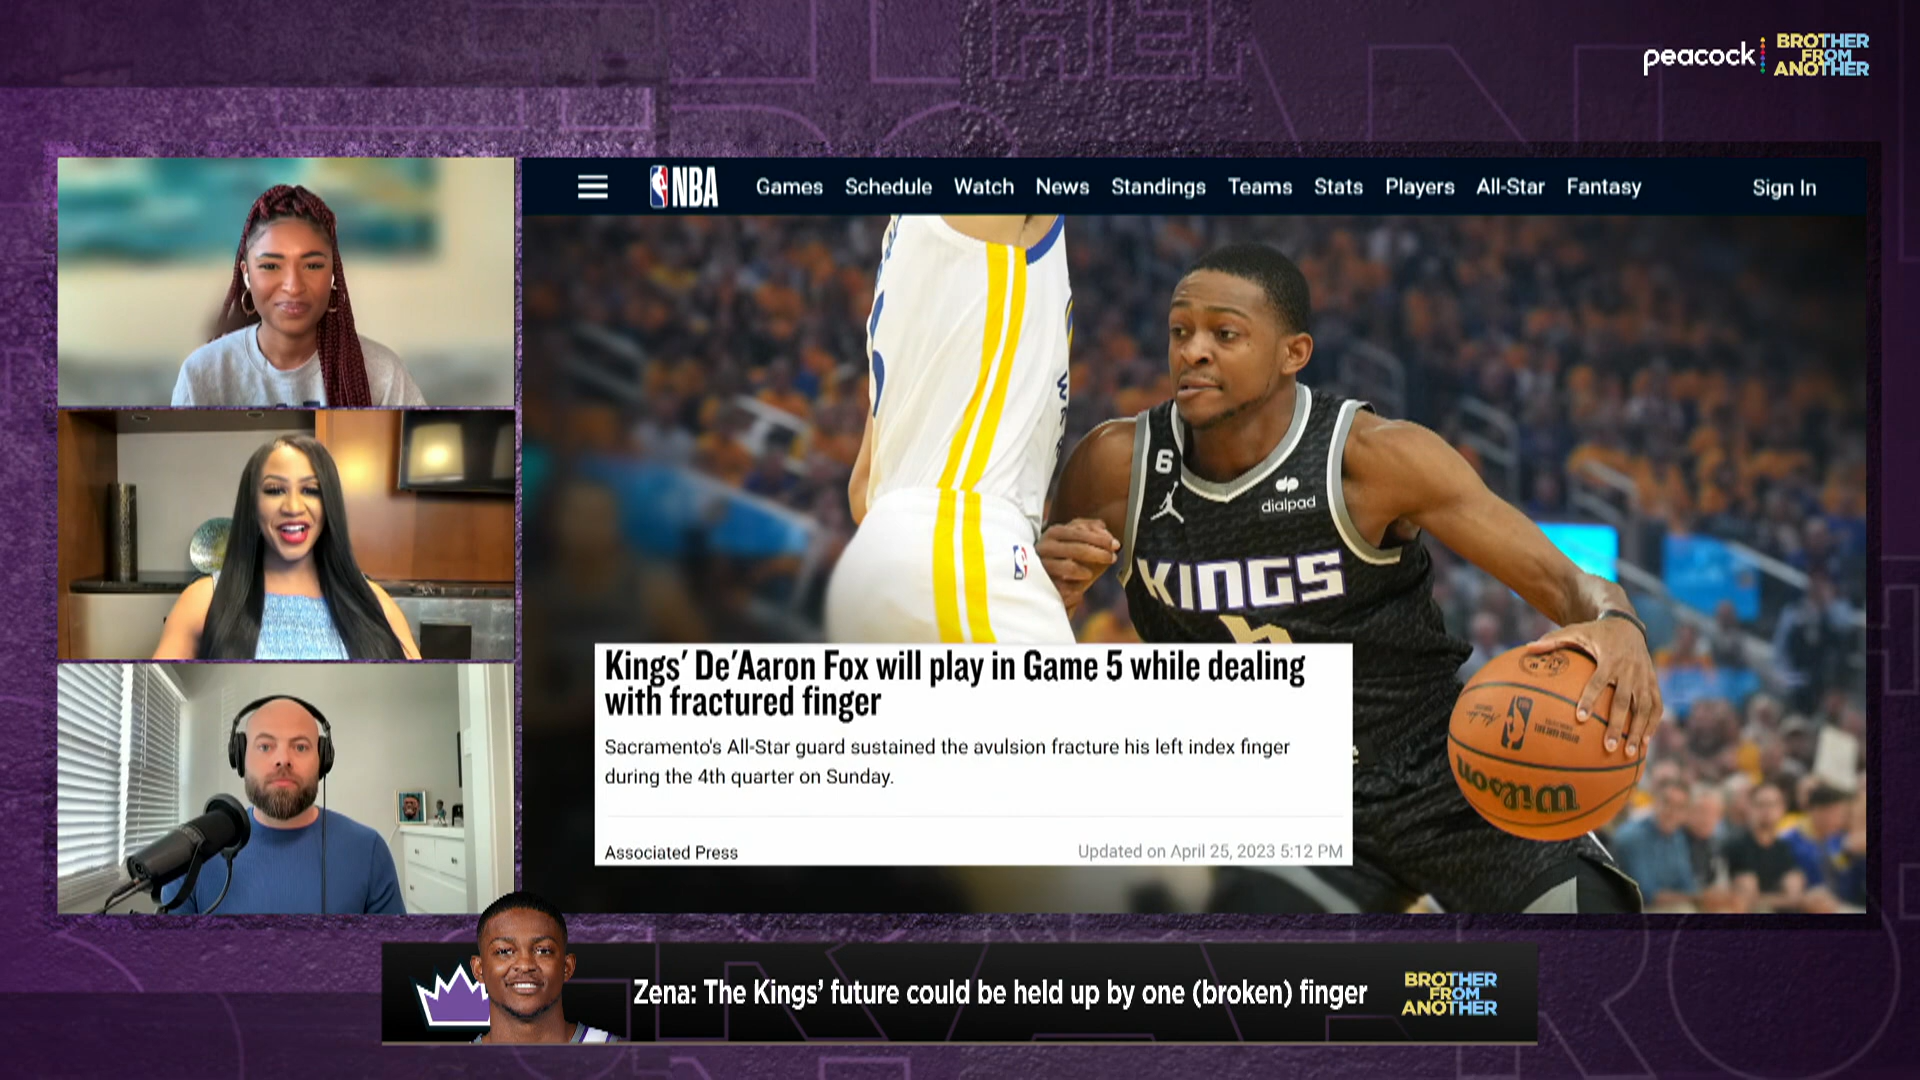 peacock
BROTHER
FROM
ANOTHER
NBA
Games Schedule Watch News Standings Teams Stats Players All-Star Fantasy Sign In
6
dialpad
KINGS
Wilson
Kings' De'Aaron Fox will play in Game 5 while dealing
with fractured finger
Sacramento's All-Star guard sustained the avulsion fracture his left index finger
during the 4th quarter on Sunday.
Associated Press
Updated on April 25, 2023 5:12 PM
Zena: The Kings' future could be held up by one (broken) finger
BROTHER
FROM
ANOTHER